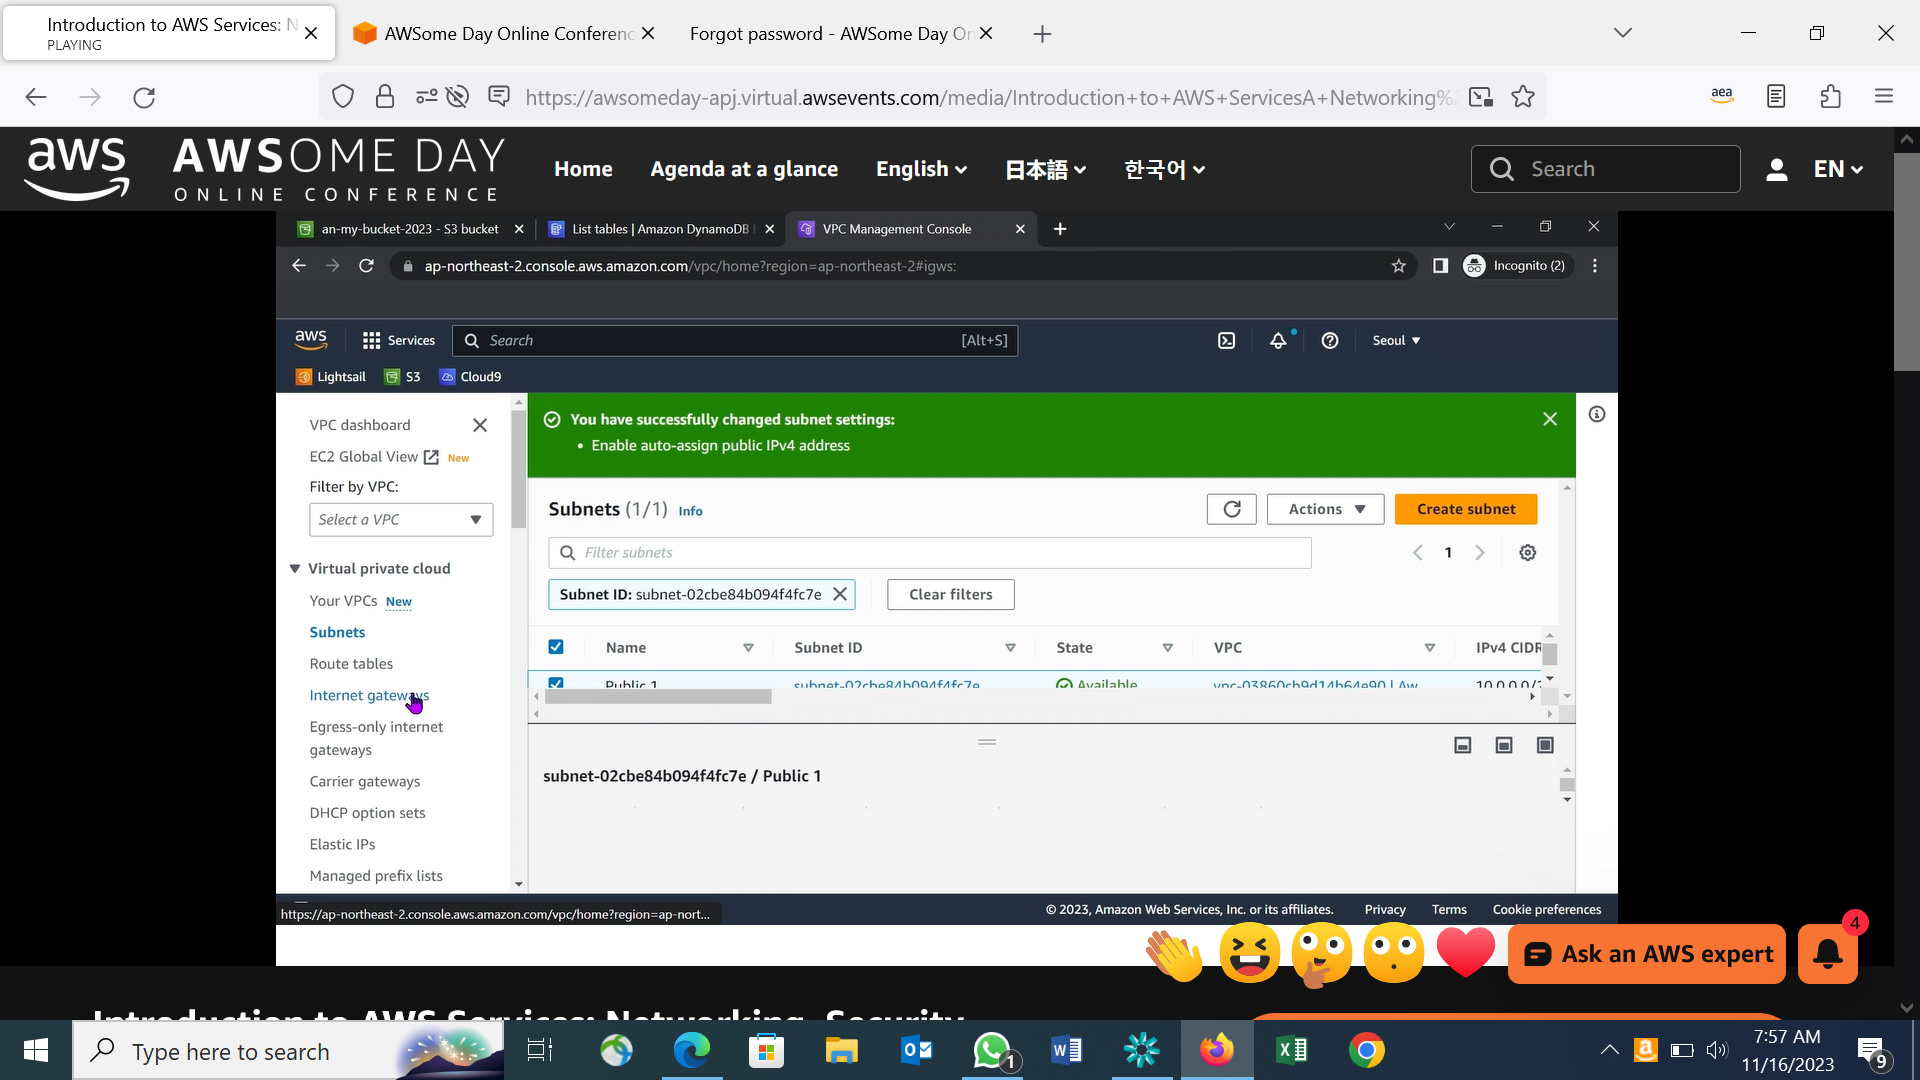 Introduction to AWS Services: N
PLAYING
AWSome Day Online Conferenc
Forgot password - AWSome Day On
https://awsomeday-apj.virtual.awsevents.com/media/Introduction+to+AWS+ServicesA+Networking%2
aea
aws
AWSOME DAY
ONLINE CONFERENCE
Home
Agenda at a glance
English
日本語
한국어
Search
EN
an-my-bucket-2023 - S3 bucket
List tables | Amazon DynamoDB
VPC Management Console
ap-northeast-2.console.aws.amazon.com/vpc/home?region=ap-northeast-2#igws:
Incognito (2)
aws
Services
Search
[Alt+S]
Seoul
Lightsail
S3
Cloud9
VPC dashboard
EC2 Global View
New
Filter by VPC:
Select a VPC
Virtual private cloud
Your VPCs New
Subnets
Route tables
Internet gateways
Egress-only internet
gateways
Carrier gateways
DHCP option sets
Elastic IPs
Managed prefix lists
You have successfully changed subnet settings:
• Enable auto-assign public IPv4 address
Subnets (1/1) Info
Actions
Create subnet
Filter subnets
1
Subnet ID: subnet-02cbe84b094f4fc7e
Clear filters
Name
Subnet ID
State
VPC
IPv4 CIDR
Public 1
subnet-02cbe84b094f4fc7e
Available
vpc-03860cb9d14b64e90 | Aw
10.0.0.0/
subnet-02cbe84b094f4fc7e / Public 1
https://ap-northeast-2.console.aws.amazon.com/vpc/home?region=ap-nort...
© 2023, Amazon Web Services, Inc. or its affiliates.
Privacy
Terms
Cookie preferences
Ask an AWS expert
4
Introduction to AWS Services: Networking, Security
Type here to search
1
7:57 AM
11/16/2023
9